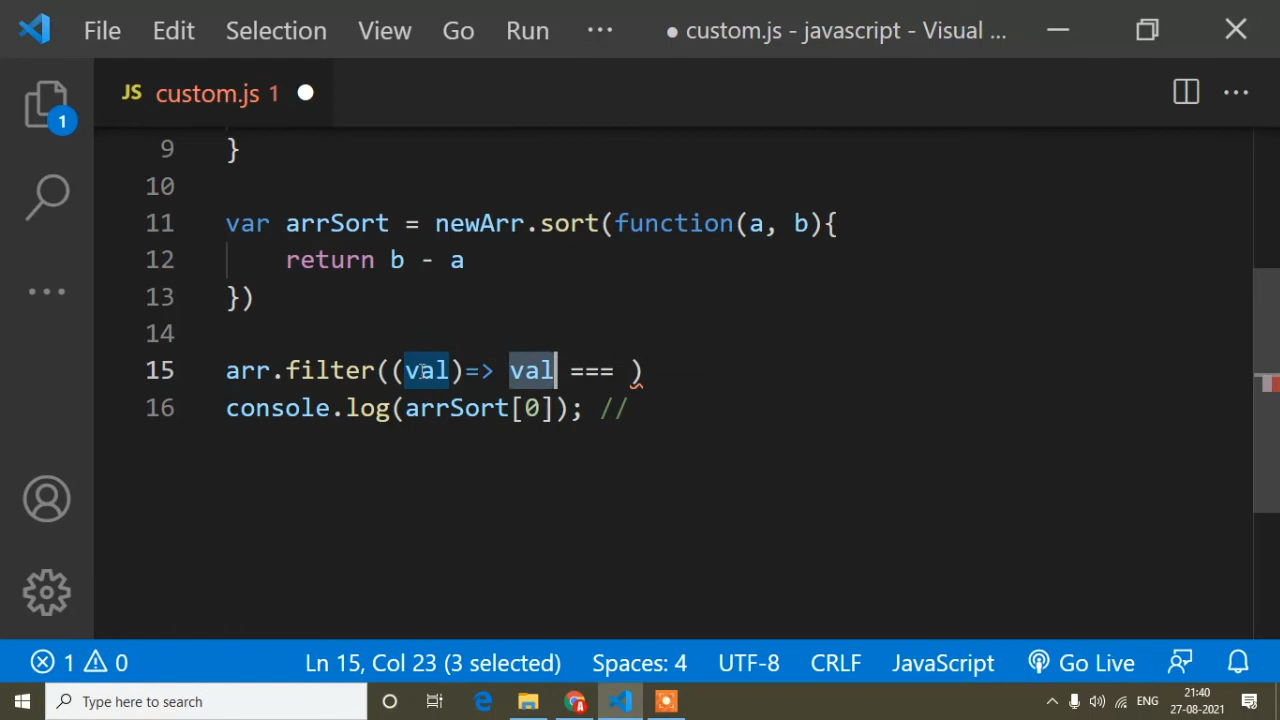 File Edit Selection View Go Run ··· ● custom.js - javascript - Visual ...
JS custom.js 1
1
9 }
10
11 var arrSort = newArr.sort(function(a, b){
12 return b - a
13 })
14
15 arr.filter((val)=> val === )
16 console.log(arrSort[0]); //
1 0 Ln 15, Col 23 (3 selected) Spaces: 4 UTF-8 CRLF JavaScript Go Live
Type here to search A ENG 21:40
27-08-2021